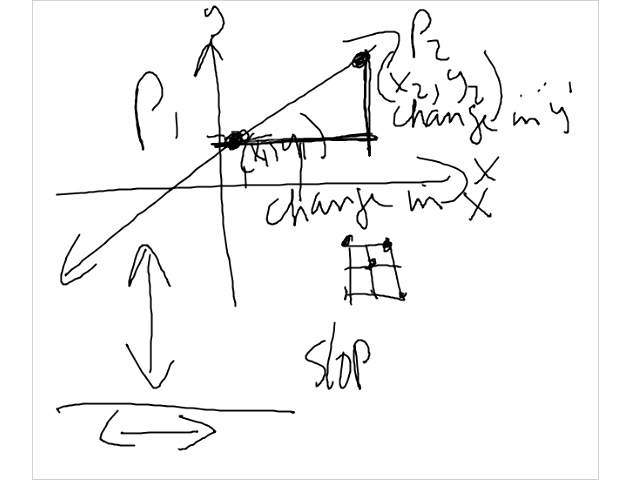 y
P2
P1
(x2, y2)
change in "y"
(x1, y1)
x
change in x
slop